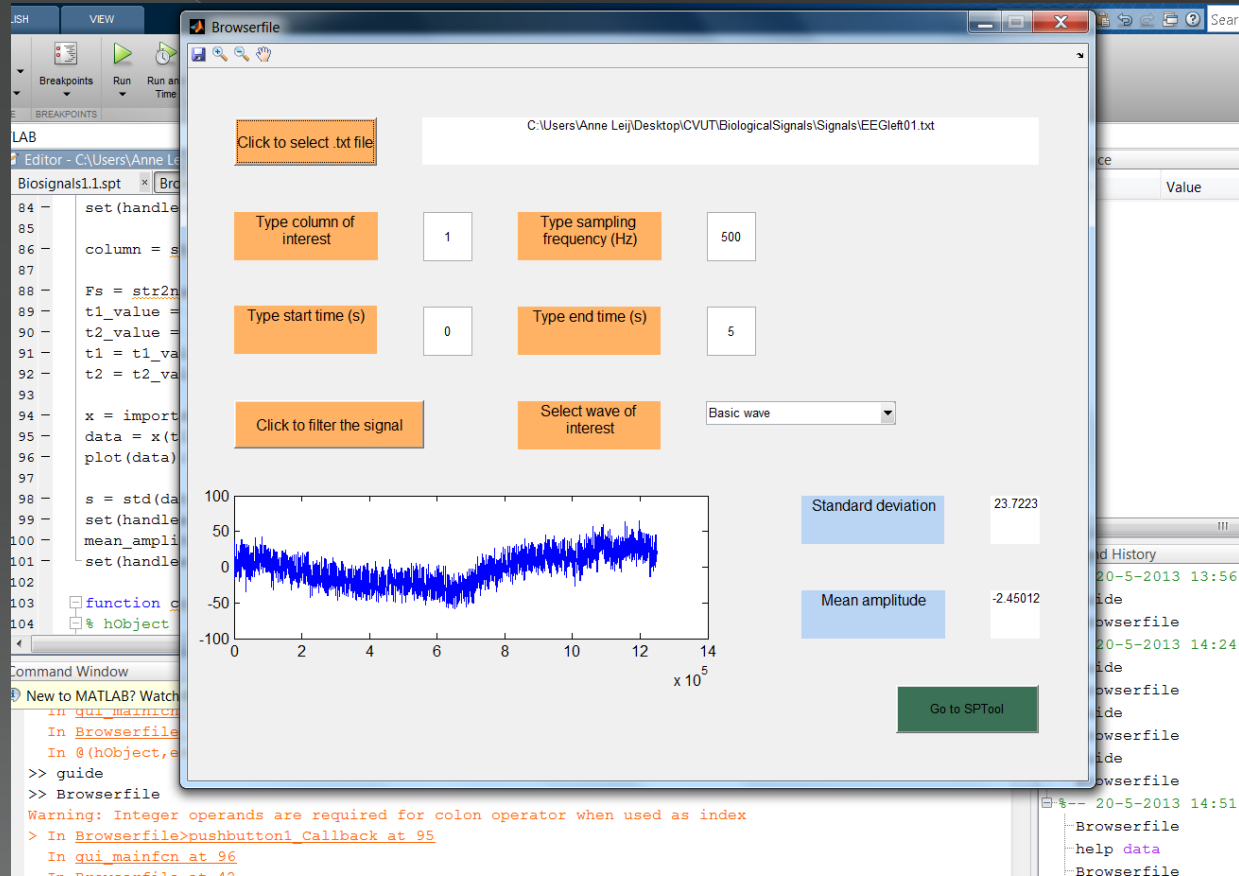 LISH
VIEW
Browserfile
Sear
Breakpoints
Run
Run an
Time
BREAKPOINTS
LAB
Editor - C:\Users\Anne Le
Biosignals1.1.spt
×
Bro
ce
Value
Click to select .txt file
C:\Users\Anne Leij\Desktop\CVUT\BiologicalSignals\Signals\EEGleft01.txt
Type column of
interest
1
Type sampling
frequency (Hz)
500
Type start time (s)
0
Type end time (s)
5
Click to filter the signal
Select wave of
interest
Basic wave
100
50
0
-50
-100
0 2 4 6 8 10 12 14
x 10^5
Standard deviation
23.7223
Mean amplitude
-2.45012
Go to SPTool
84 – set(handle
85
86 – column = s
87
88 – Fs = str2n
89 – t1_value =
90 – t2_value =
91 – t1 = t1_va
92 – t2 = t2_va
93
94 – x = import
95 – data = x(t
96 – plot(data)
97
98 – s = std(da
99 – set(handle
100 – mean_ampli
101 – set(handle
102
103 function c
104 % hObject
Command Window
New to MATLAB? Watch
In gui_mainfcn
In Browserfile
In @(hObject,e
>> guide
>> Browserfile
Warning: Integer operands are required for colon operator when used as index
> In Browserfile>pushbutton1_Callback at 95
In gui_mainfcn at 96
In Browserfile at 42
nd History
20-5-2013 13:56
ide
owserfile
20-5-2013 14:24
ide
owserfile
ide
owserfile
ide
owserfile
%-- 20-5-2013 14:51
Browserfile
help data
Browserfile